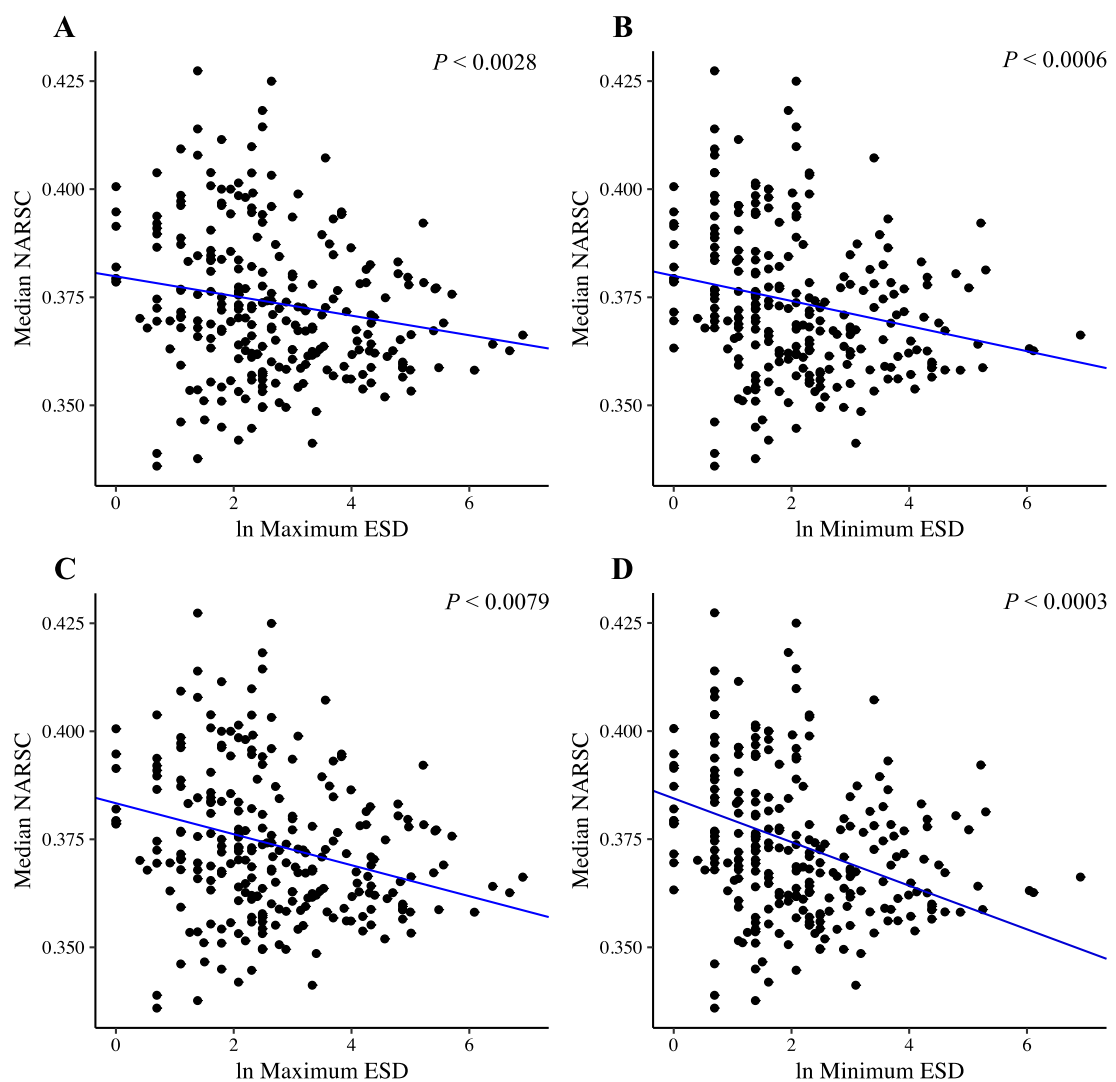 A
B
P < 0.0028
P < 0.0006
0.425
0.400
0.375
0.350
Median NARSC
0 2 4 6
ln Maximum ESD
0.425
0.400
0.375
0.350
Median NARSC
0 2 4 6
ln Minimum ESD
C
D
P < 0.0079
P < 0.0003
0.425
0.400
0.375
0.350
Median NARSC
0 2 4 6
ln Maximum ESD
0.425
0.400
0.375
0.350
Median NARSC
0 2 4 6
ln Minimum ESD